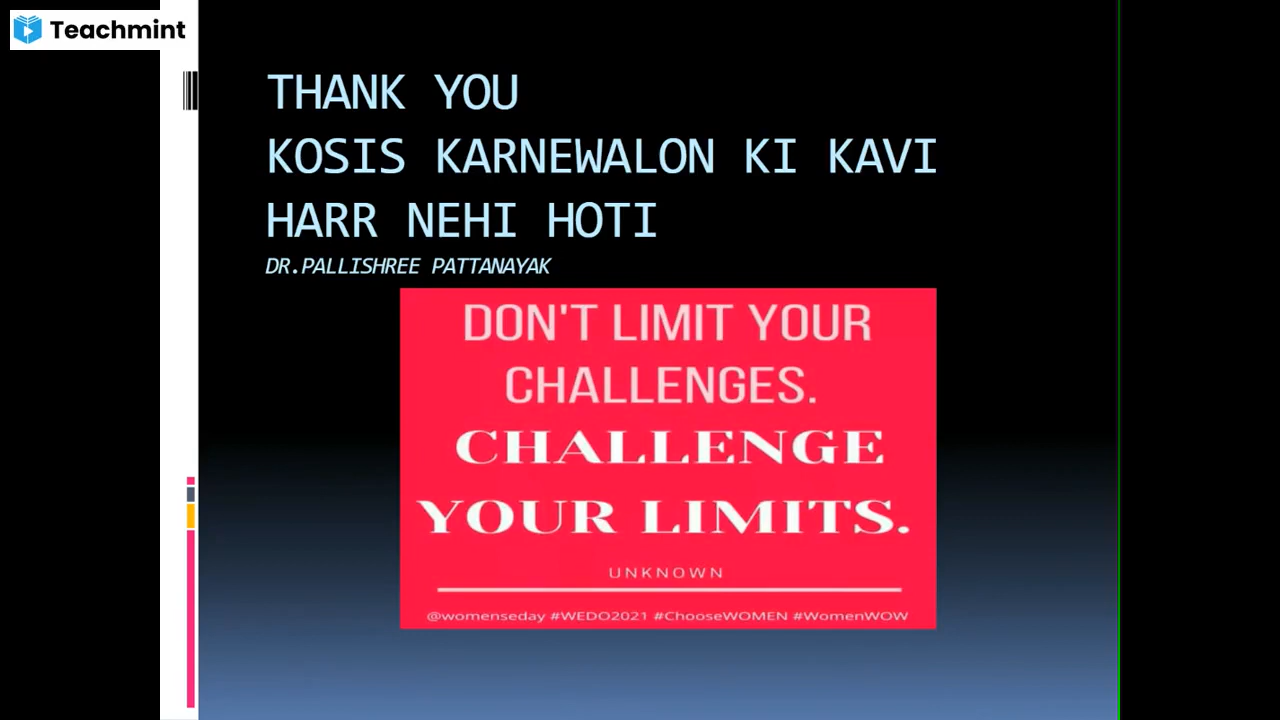 Teachmint
THANK YOU
KOSIS KARNEWALON KI KAVI
HARR NEHI HOTI
DR.PALLISHREE PATTANAYAK
DON'T LIMIT YOUR
CHALLENGES.
CHALLENGE
YOUR LIMITS.
UNKNOWN
@womenseday #WEDO2021 #ChooseWOMEN #WomenWOW